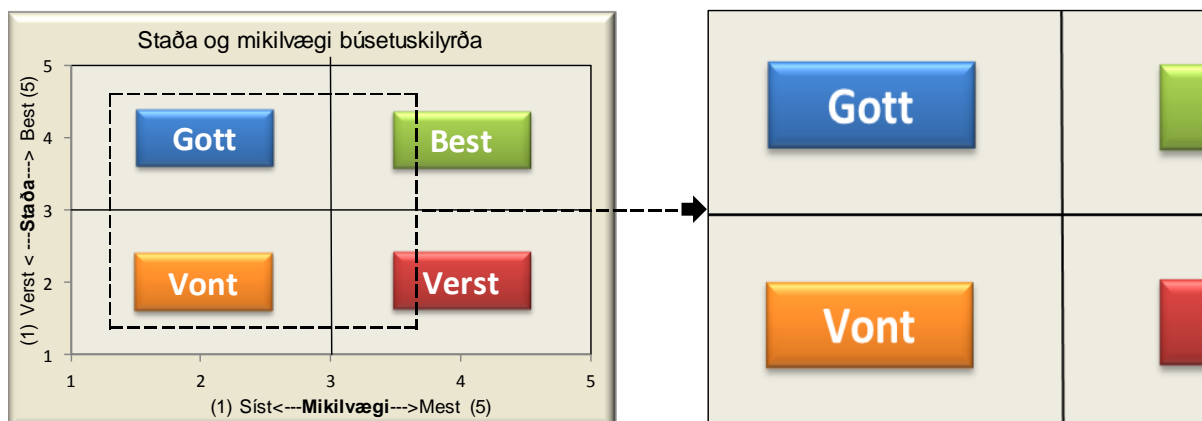 Staða og mikilvægi búsetuskilyrða
(1) Verst < ---Staða---> Best (5)
5
4
3
2
1
Gott
Best
Vont
Verst
1 2 3 4 5
(1) Síst<---Mikilvægi--->Mest (5)
Gott
Vont